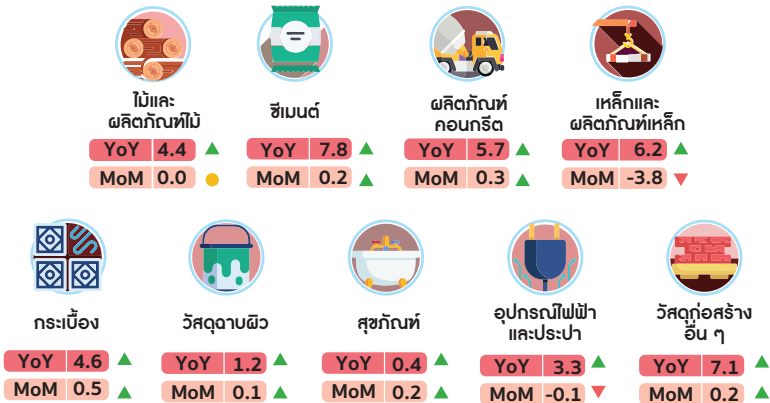 ไม้และ
ผลิตภัณฑ์ไม้
YoY 4.4
MoM 0.0
ซีเมนต์
YoY 7.8
MoM 0.2
ผลิตภัณฑ์
คอนกรีต
YoY 5.7
MoM 0.3
เหล็กและ
ผลิตภัณฑ์เหล็ก
YoY 6.2
MoM -3.8
กระเบื้อง
YoY 4.6
MoM 0.5
วัสดุฉาบผิว
YoY 1.2
MoM 0.1
สุขภัณฑ์
YoY 0.4
MoM 0.2
อุปกรณ์ไฟฟ้า
และประปา
YoY 3.3
MoM -0.1
วัสดุก่อสร้าง
อื่น ๆ
YoY 7.1
MoM 0.2